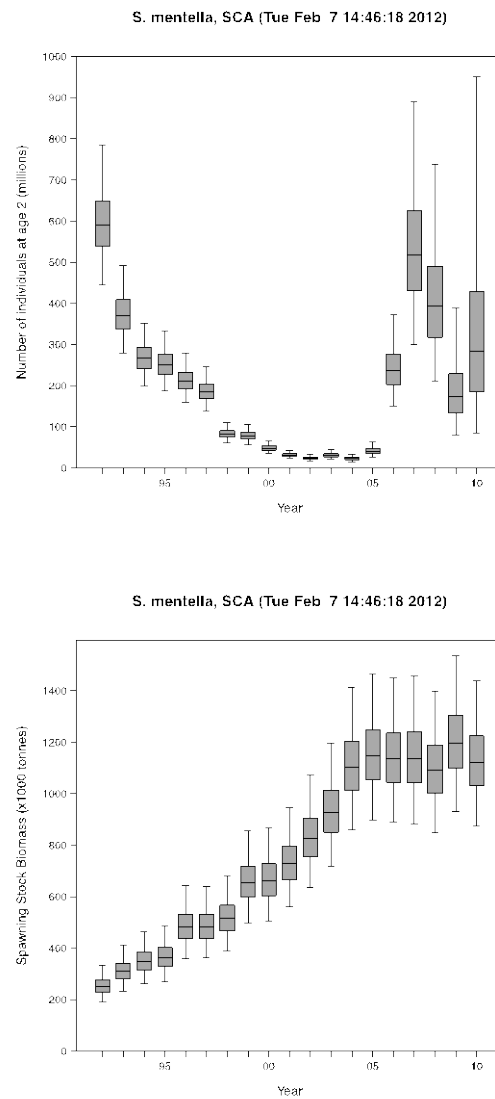 S. mentella, SCA (Tue Feb 7 14:46:18 2012)
Number of individuals at age 2 (millions)
1000
900
800
700
600
500
400
300
200
100
0
95 00 05 10
Year
S. mentella, SCA (Tue Feb 7 14:46:18 2012)
Spawning Stock Biomass (x1000 tonnes)
1400
1200
1000
800
600
400
200
0
95 00 05 10
Year